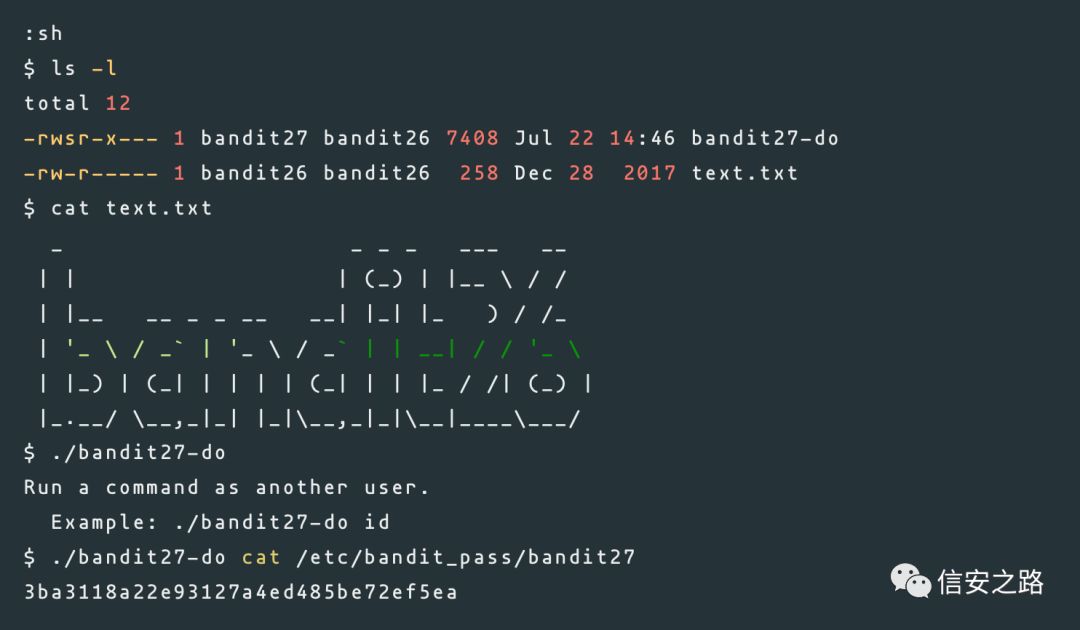 :sh
$ ls -l
total 12
-rwsr-x--- 1 bandit27 bandit26 7408 Jul 22 14:46 bandit27-do
-rw-r----- 1 bandit26 bandit26  258 Dec 28  2017 text.txt
$ cat text.txt
  _                     _ _ _   ___   __
 | |                   | (_) | |__ \ / /
 | |__   __ _ _ __   __| |_| |_   ) / /_
 | '_ \ / _` | '_ \ / _` | | __| / / '_ \
 | |_) | (_| | | | | (_| | | |_ / /| (_) |
 |_.__/ \__,_|_| |_|\__,_|_|\__|____\___/
$ ./bandit27-do
Run a command as another user.
  Example: ./bandit27-do id
$ ./bandit27-do cat /etc/bandit_pass/bandit27
3ba3118a22e93127a4ed485be72ef5ea
信安之路